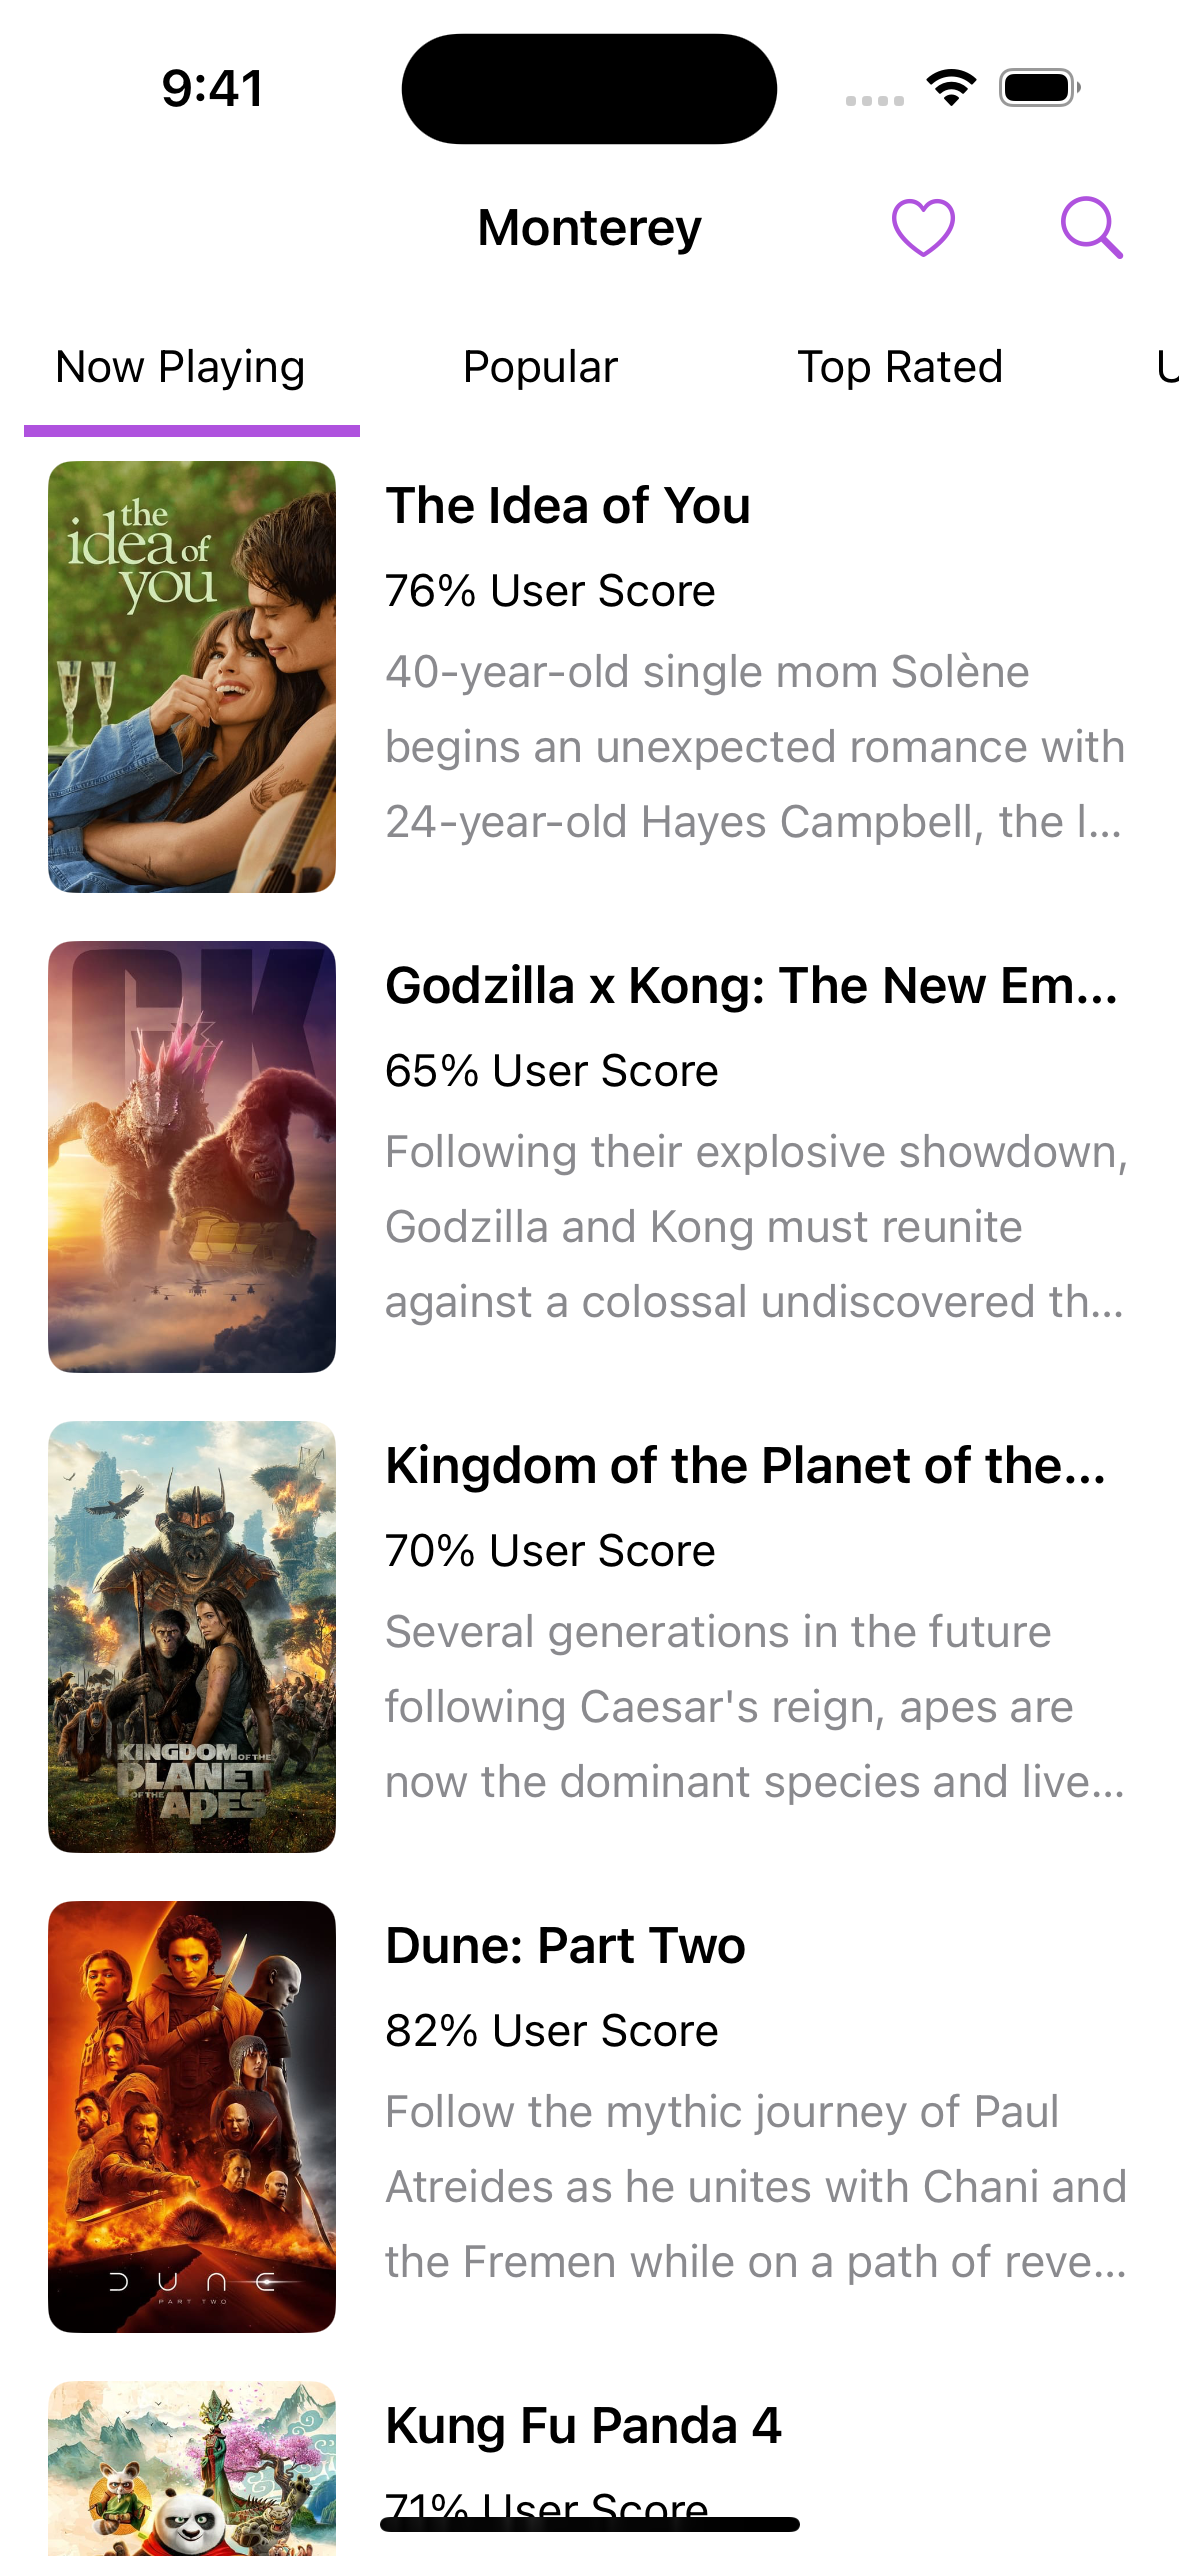 9:41
Monterey
Now Playing
Popular
Top Rated
U
the
idea of
you
The Idea of You
76% User Score
40-year-old single mom Solène
begins an unexpected romance with
24-year-old Hayes Campbell, the l...
GK
Godzilla x Kong: The New Em...
65% User Score
Following their explosive showdown,
Godzilla and Kong must reunite
against a colossal undiscovered th...
KINGDOM OF THE
PLANET
OF THE APES
Kingdom of the Planet of the...
70% User Score
Several generations in the future
following Caesar's reign, apes are
now the dominant species and live...
DUNE
PART TWO
Dune: Part Two
82% User Score
Follow the mythic journey of Paul
Atreides as he unites with Chani and
the Fremen while on a path of reve...
Kung Fu Panda 4
71% User Score